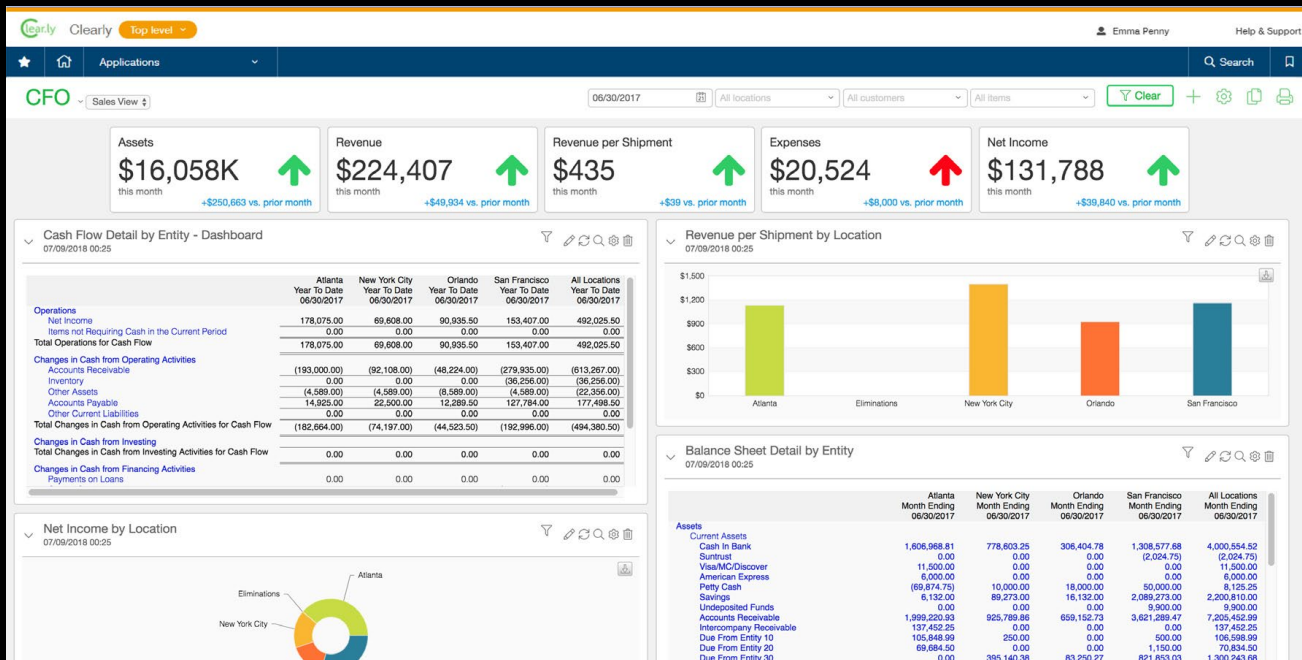 Clear.ly Clearly Top level Emma Penny Help & Support
Applications Search
CFO Sales View 06/30/2017 All locations All customers All items Clear
Assets
$16,058K
this month
+$250,663 vs. prior month
Revenue
$224,407
this month
+$49,934 vs. prior month
Revenue per Shipment
$435
this month
+$39 vs. prior month
Expenses
$20,524
this month
+$8,000 vs. prior month
Net Income
$131,788
this month
+$39,840 vs. prior month
Cash Flow Detail by Entity - Dashboard
07/09/2018 00:25
Atlanta New York City Orlando San Francisco All Locations
Year To Date Year To Date Year To Date Year To Date Year To Date
06/30/2017 06/30/2017 06/30/2017 06/30/2017 06/30/2017
Operations
Net Income 178,075.00 69,608.00 90,935.50 153,407.00 492,025.50
Items not Requiring Cash in the Current Period 0.00 0.00 0.00 0.00 0.00
Total Operations for Cash Flow 178,075.00 69,608.00 90,935.50 153,407.00 492,025.50
Changes in Cash from Operating Activities
Accounts Receivable (193,000.00) (92,108.00) (48,224.00) (279,935.00) (613,267.00)
Inventory 0.00 0.00 0.00 (36,256.00) (36,256.00)
Other Assets (4,589.00) (4,589.00) (8,589.00) (4,589.00) (22,356.00)
Accounts Payable 14,925.00 22,500.00 12,289.50 127,784.00 177,498.50
Other Current Liabilities 0.00 0.00 0.00 0.00 0.00
Total Changes in Cash from Operating Activities for Cash Flow (182,664.00) (74,197.00) (44,523.50) (192,996.00) (494,380.50)
Changes in Cash from Investing
Total Changes in Cash from Investing Activities for Cash Flow 0.00 0.00 0.00 0.00 0.00
Changes in Cash from Financing Activities
Payments on Loans 0.00 0.00 0.00 0.00 0.00
Revenue per Shipment by Location
07/09/2018 00:25
$1,500
$1,200
$900
$600
$300
$0
Atlanta Eliminations New York City Orlando San Francisco
Net Income by Location
07/09/2018 00:25
Atlanta
Eliminations
New York City
Balance Sheet Detail by Entity
07/09/2018 00:25
Atlanta New York City Orlando San Francisco All Locations
Month Ending Month Ending Month Ending Month Ending Month Ending
06/30/2017 06/30/2017 06/30/2017 06/30/2017 06/30/2017
Assets
Current Assets
Cash In Bank 1,606,968.81 778,603.25 306,404.78 1,308,577.68 4,000,554.52
Suntrust 0.00 0.00 0.00 (2,024.75) (2,024.75)
Visa/MC/Discover 11,500.00 0.00 0.00 0.00 11,500.00
American Express 6,000.00 0.00 0.00 0.00 6,000.00
Petty Cash (69,874.75) 10,000.00 18,000.00 50,000.00 8,125.25
Savings 6,132.00 89,273.00 16,132.00 2,089,273.00 2,200,810.00
Undeposited Funds 0.00 0.00 0.00 9,900.00 9,900.00
Accounts Receivable 1,999,220.93 925,789.86 659,152.73 3,621,289.47 7,205,452.99
Intercompany Receivable 137,452.25 0.00 0.00 0.00 137,452.25
Due From Entity 10 105,848.99 250.00 0.00 500.00 106,598.99
Due From Entity 20 69,684.50 0.00 0.00 1,150.00 70,834.50
Due From Entity 30 0.00 395,140.38 83,250.27 821,853.03 1,300,243.68